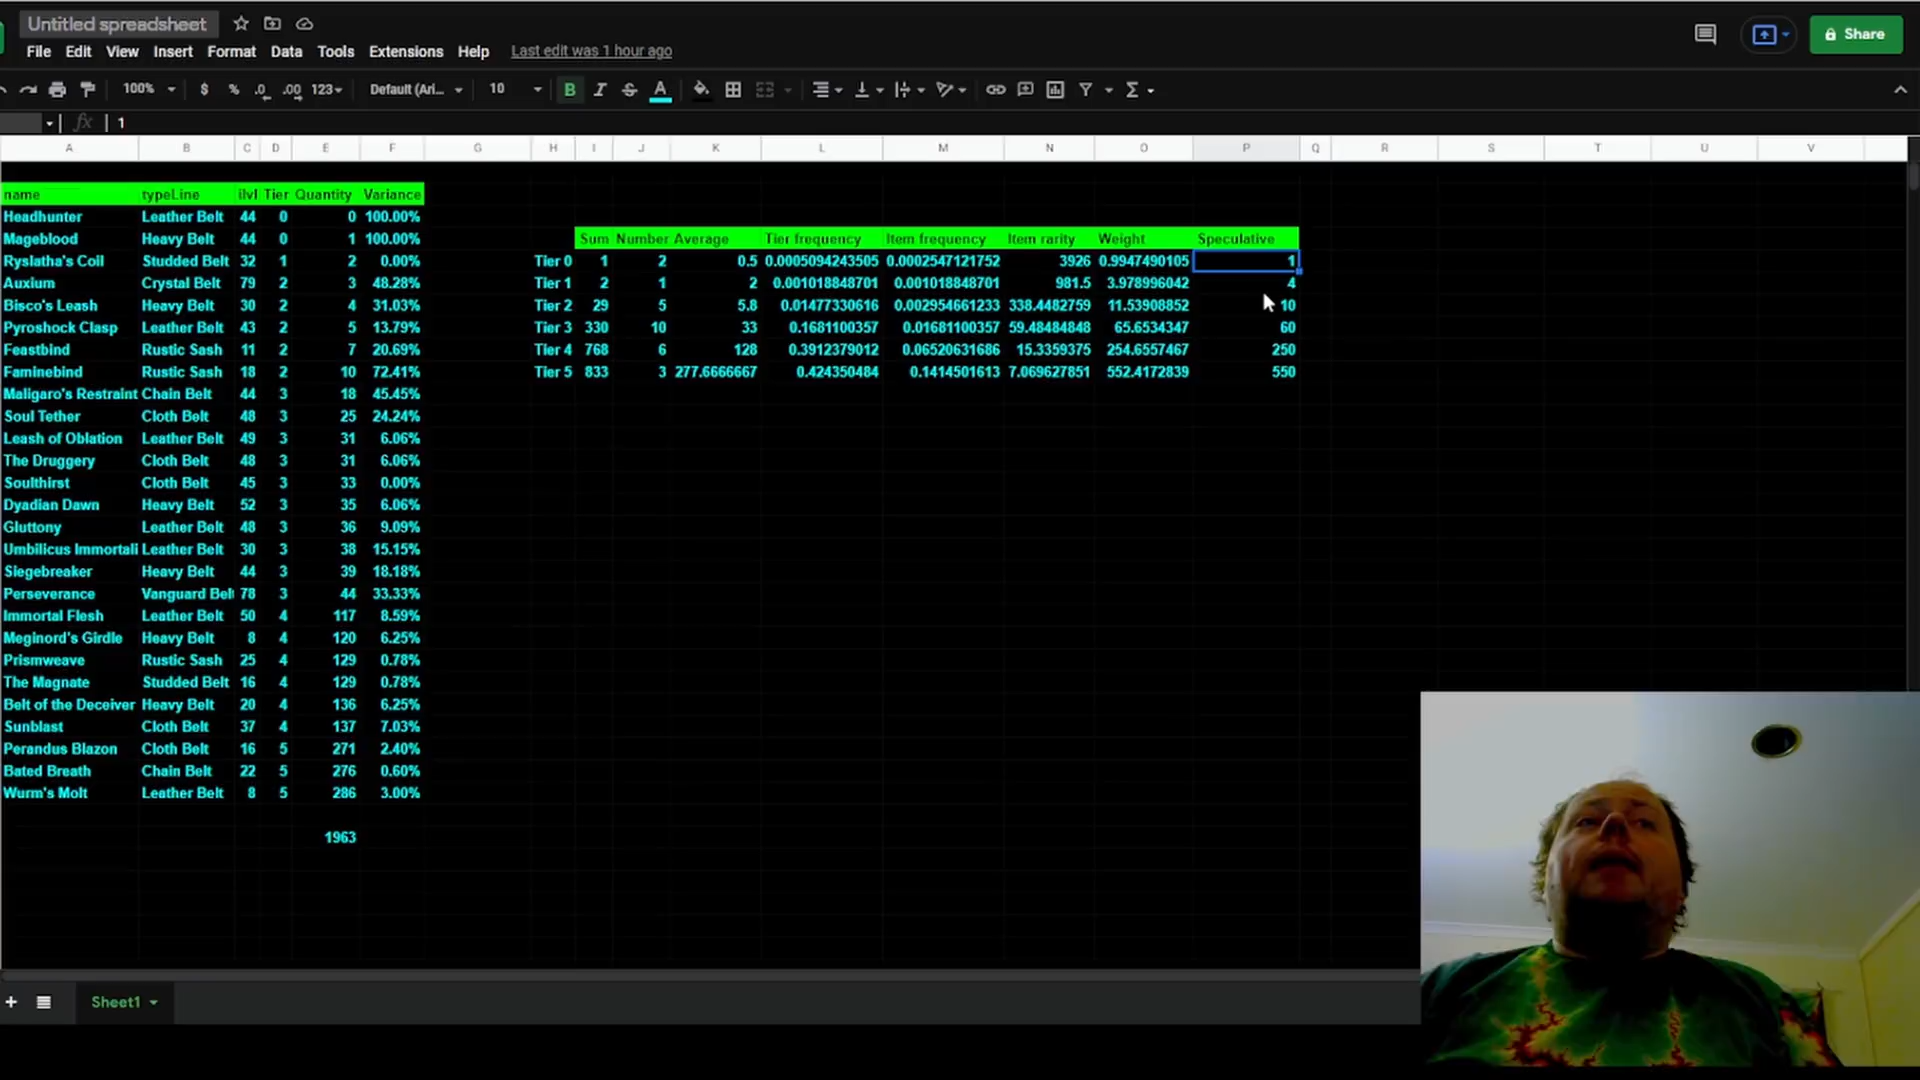 Untitled spreadsheet
File Edit View Insert Format Data Tools Extensions Help Last edit was 1 hour ago
Share
100% $ % .0 .00 123 Default (Ari... 10 B I S A
fx 1
A B C D E F G H I J K L M N O P Q R S T U V
name typeLine ilvl Tier Quantity Variance
Headhunter Leather Belt 44 0 0 100.00%
Mageblood Heavy Belt 44 0 1 100.00%
Sum Number Average Tier frequency Item frequency Item rarity Weight Speculative
Ryslatha's Coil Studded Belt 32 1 2 0.00% Tier 0 1 2 0.5 0.0005094243505 0.0002547121752 3926 0.9947490105 1
Auxium Crystal Belt 79 2 3 48.28% Tier 1 2 1 2 0.001018848701 0.001018848701 981.5 3.978996042 4
Bisco's Leash Heavy Belt 30 2 4 31.03% Tier 2 29 5 5.8 0.01477330616 0.002954661233 338.4482759 11.53908852 10
Pyroshock Clasp Leather Belt 43 2 5 13.79% Tier 3 330 10 33 0.1681100357 0.01681100357 59.48484848 65.6534347 60
Feastbind Rustic Sash 11 2 7 20.69% Tier 4 768 6 128 0.3912379012 0.06520631686 15.3359375 254.6557467 250
Faminebind Rustic Sash 18 2 10 72.41% Tier 5 833 3 277.6666667 0.424350484 0.1414501613 7.069627851 552.4172839 550
Maligaro's Restraint Chain Belt 44 3 18 45.45%
Soul Tether Cloth Belt 48 3 25 24.24%
Leash of Oblation Leather Belt 49 3 31 6.06%
The Druggery Cloth Belt 48 3 31 6.06%
Soulthirst Cloth Belt 45 3 33 0.00%
Dyadian Dawn Heavy Belt 52 3 35 6.06%
Gluttony Leather Belt 48 3 36 9.09%
Umbilicus Immortali Leather Belt 30 3 38 15.15%
Siegebreaker Heavy Belt 44 3 39 18.18%
Perseverance Vanguard Belt 78 3 44 33.33%
Immortal Flesh Leather Belt 50 4 117 8.59%
Meginord's Girdle Heavy Belt 8 4 120 6.25%
Prismweave Rustic Sash 25 4 129 0.78%
The Magnate Studded Belt 16 4 129 0.78%
Belt of the Deceiver Heavy Belt 20 4 136 6.25%
Sunblast Cloth Belt 37 4 137 7.03%
Perandus Blazon Cloth Belt 16 5 271 2.40%
Bated Breath Chain Belt 22 5 276 0.60%
Wurm's Molt Leather Belt 8 5 286 3.00%
1963
Sheet1